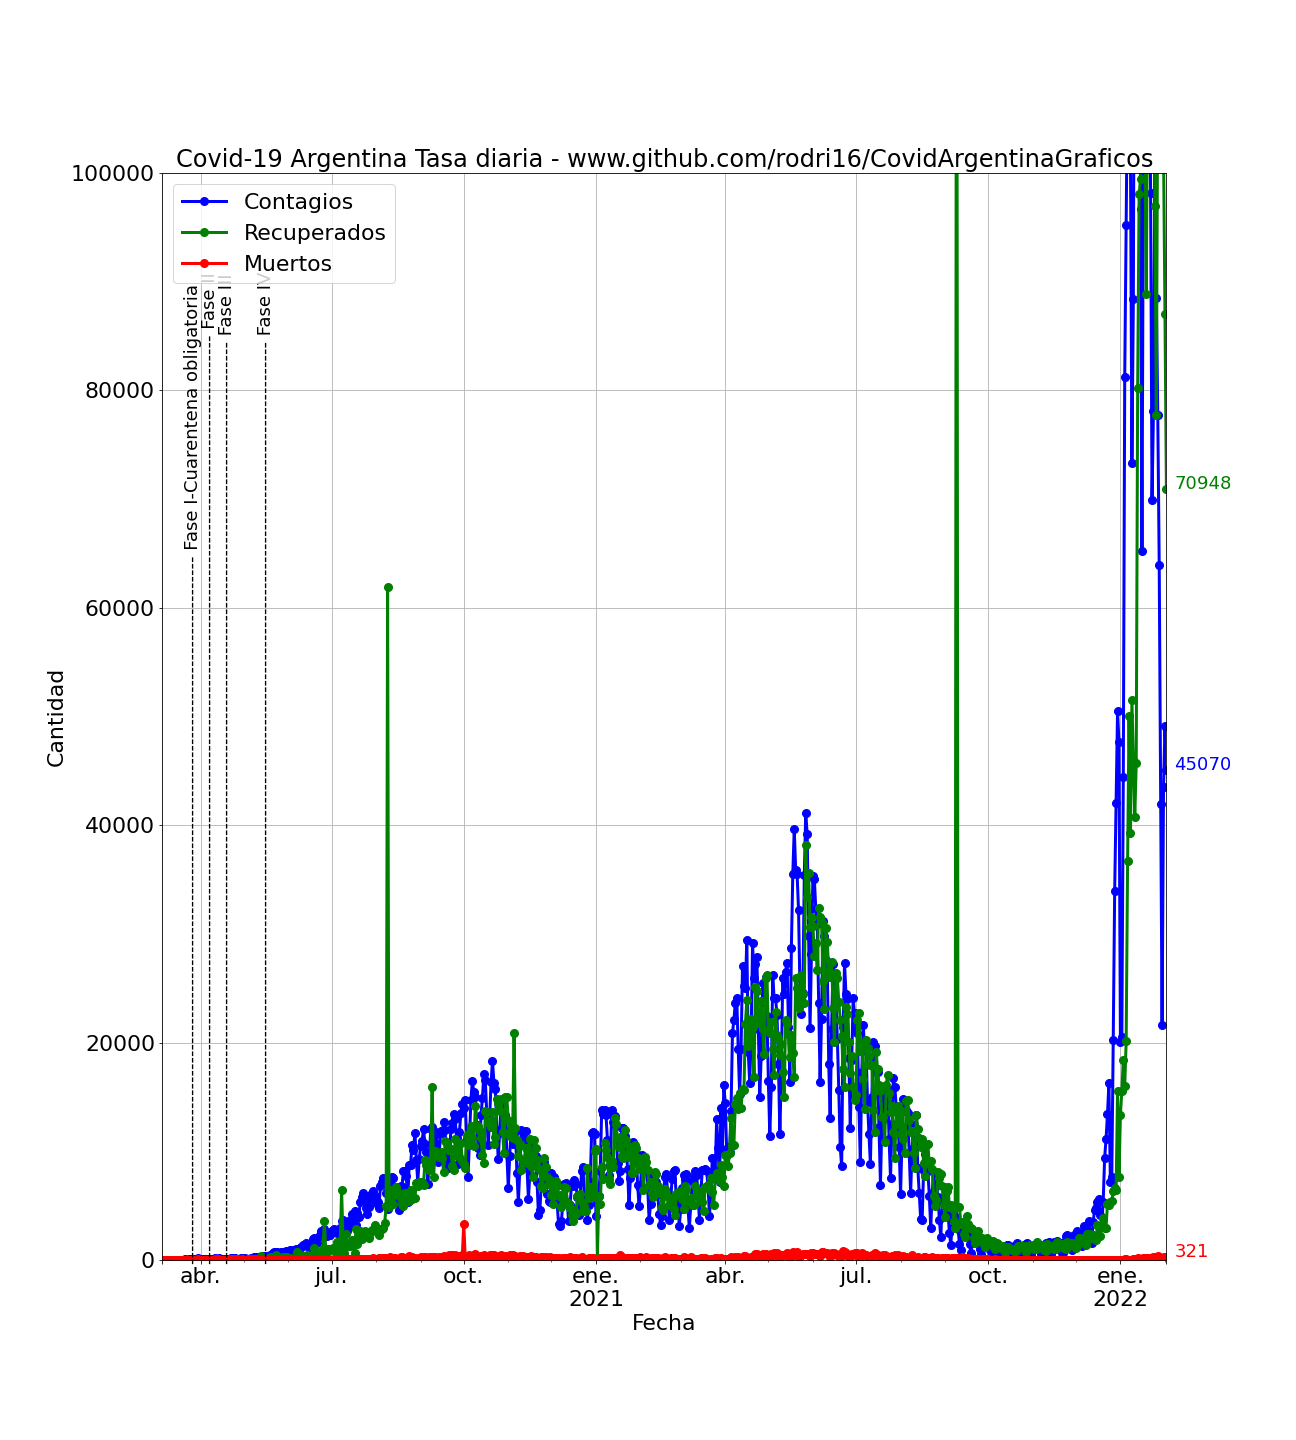 Covid-19 Argentina Tasa diaria - www.github.com/rodri16/CovidArgentinaGraficos
100000
80000
60000
40000
20000
0
Cantidad
Contagios
Recuperados
Muertos
Fase I-Cuarentena obligatoria
Fase II
Fase III
Fase IV
70948
45070
321
abr.
jul.
oct.
ene.
2021
abr.
jul.
oct.
ene.
2022
Fecha